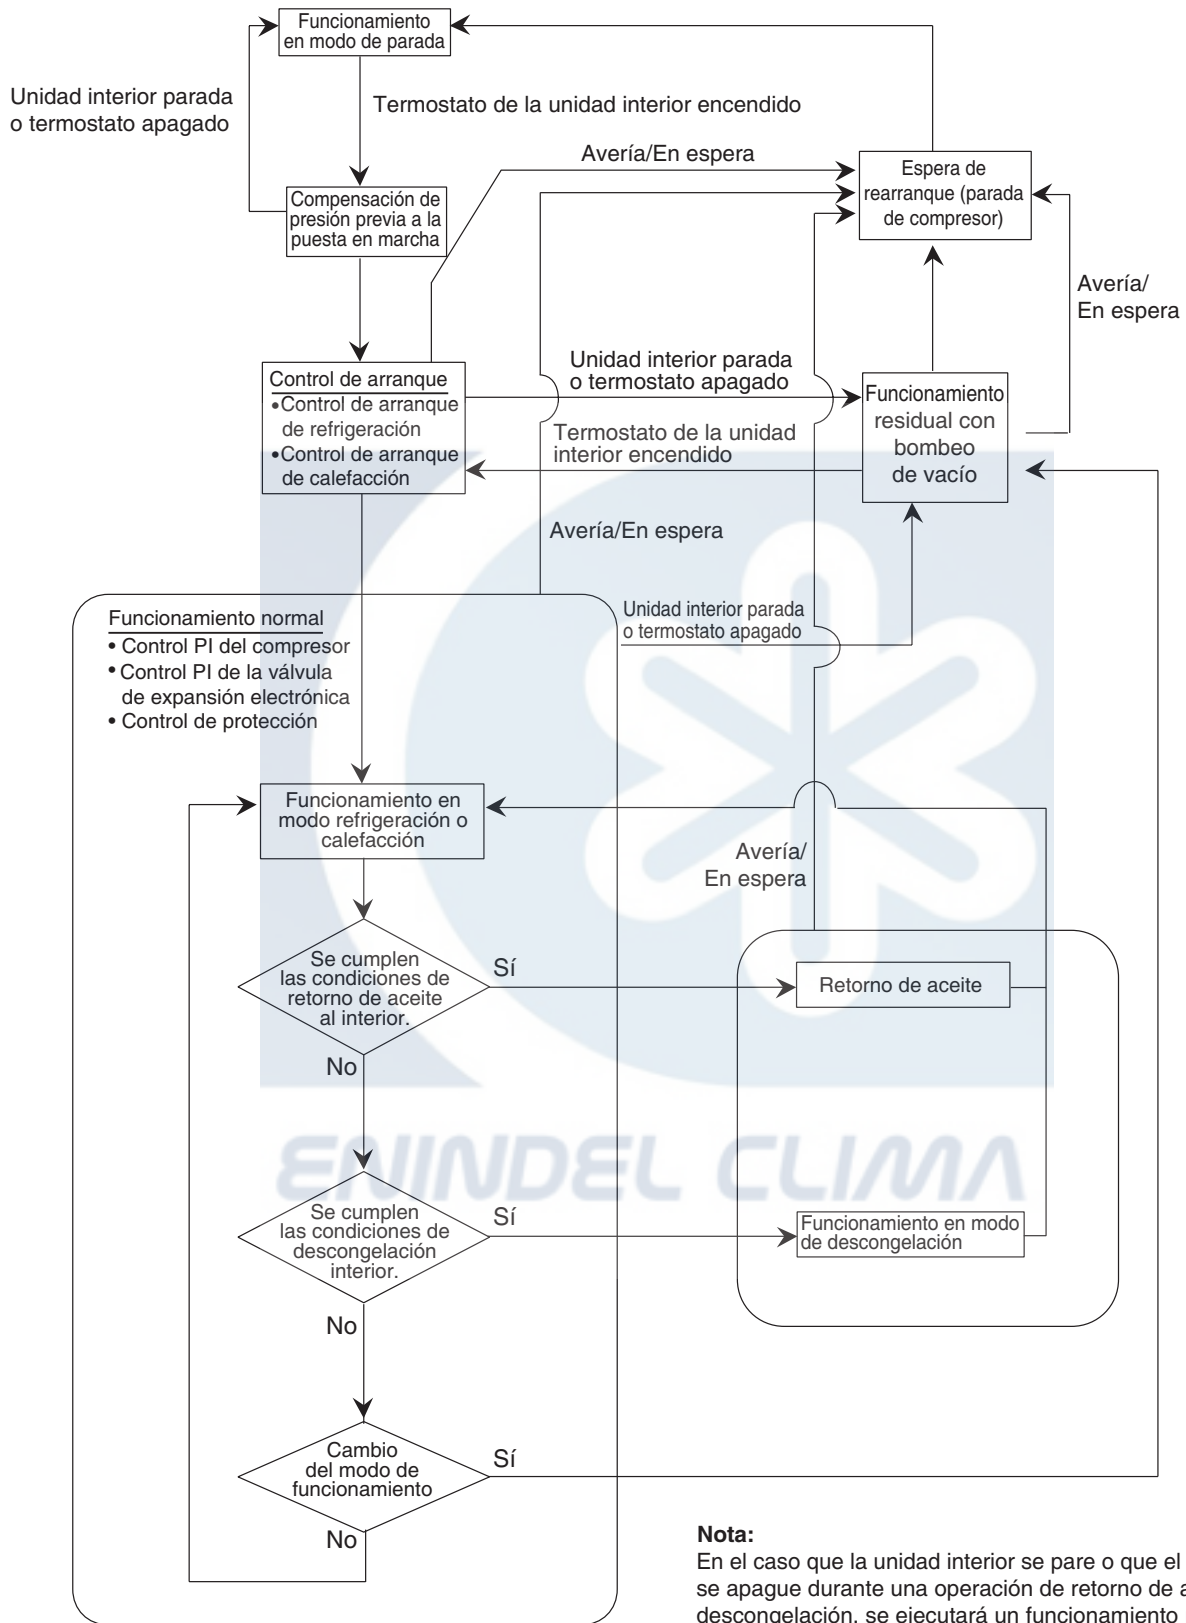 Funcionamiento
en modo de parada
Unidad interior parada
o termostato apagado
Termostato de la unidad interior encendido
Avería/En espera
Espera de
rearranque (parada
de compresor)
Compensación de
presión previa a la
puesta en marcha
Avería/
En espera
Unidad interior parada
o termostato apagado
Control de arranque
•Control de arranque
de refrigeración
•Control de arranque
de calefacción
Funcionamiento
residual con
bombeo
de vacío
Termostato de la unidad
interior encendido
Avería/En espera
Unidad interior parada
o termostato apagado
Funcionamiento normal
• Control PI del compresor
• Control PI de la válvula
de expansión electrónica
• Control de protección
Funcionamiento en
modo refrigeración o
calefacción
Avería/
En espera
Se cumplen
las condiciones de
retorno de aceite
al interior.
Sí
Retorno de aceite
No
ENINDEL CLIMA
Se cumplen
las condiciones de
descongelación
interior.
Sí
Funcionamiento en modo
de descongelación
No
Cambio
del modo de
funcionamiento
Sí
No
Nota:
En el caso que la unidad interior se pare o que el
se apague durante una operación de retorno de a
descongelación, se ejecutará un funcionamiento